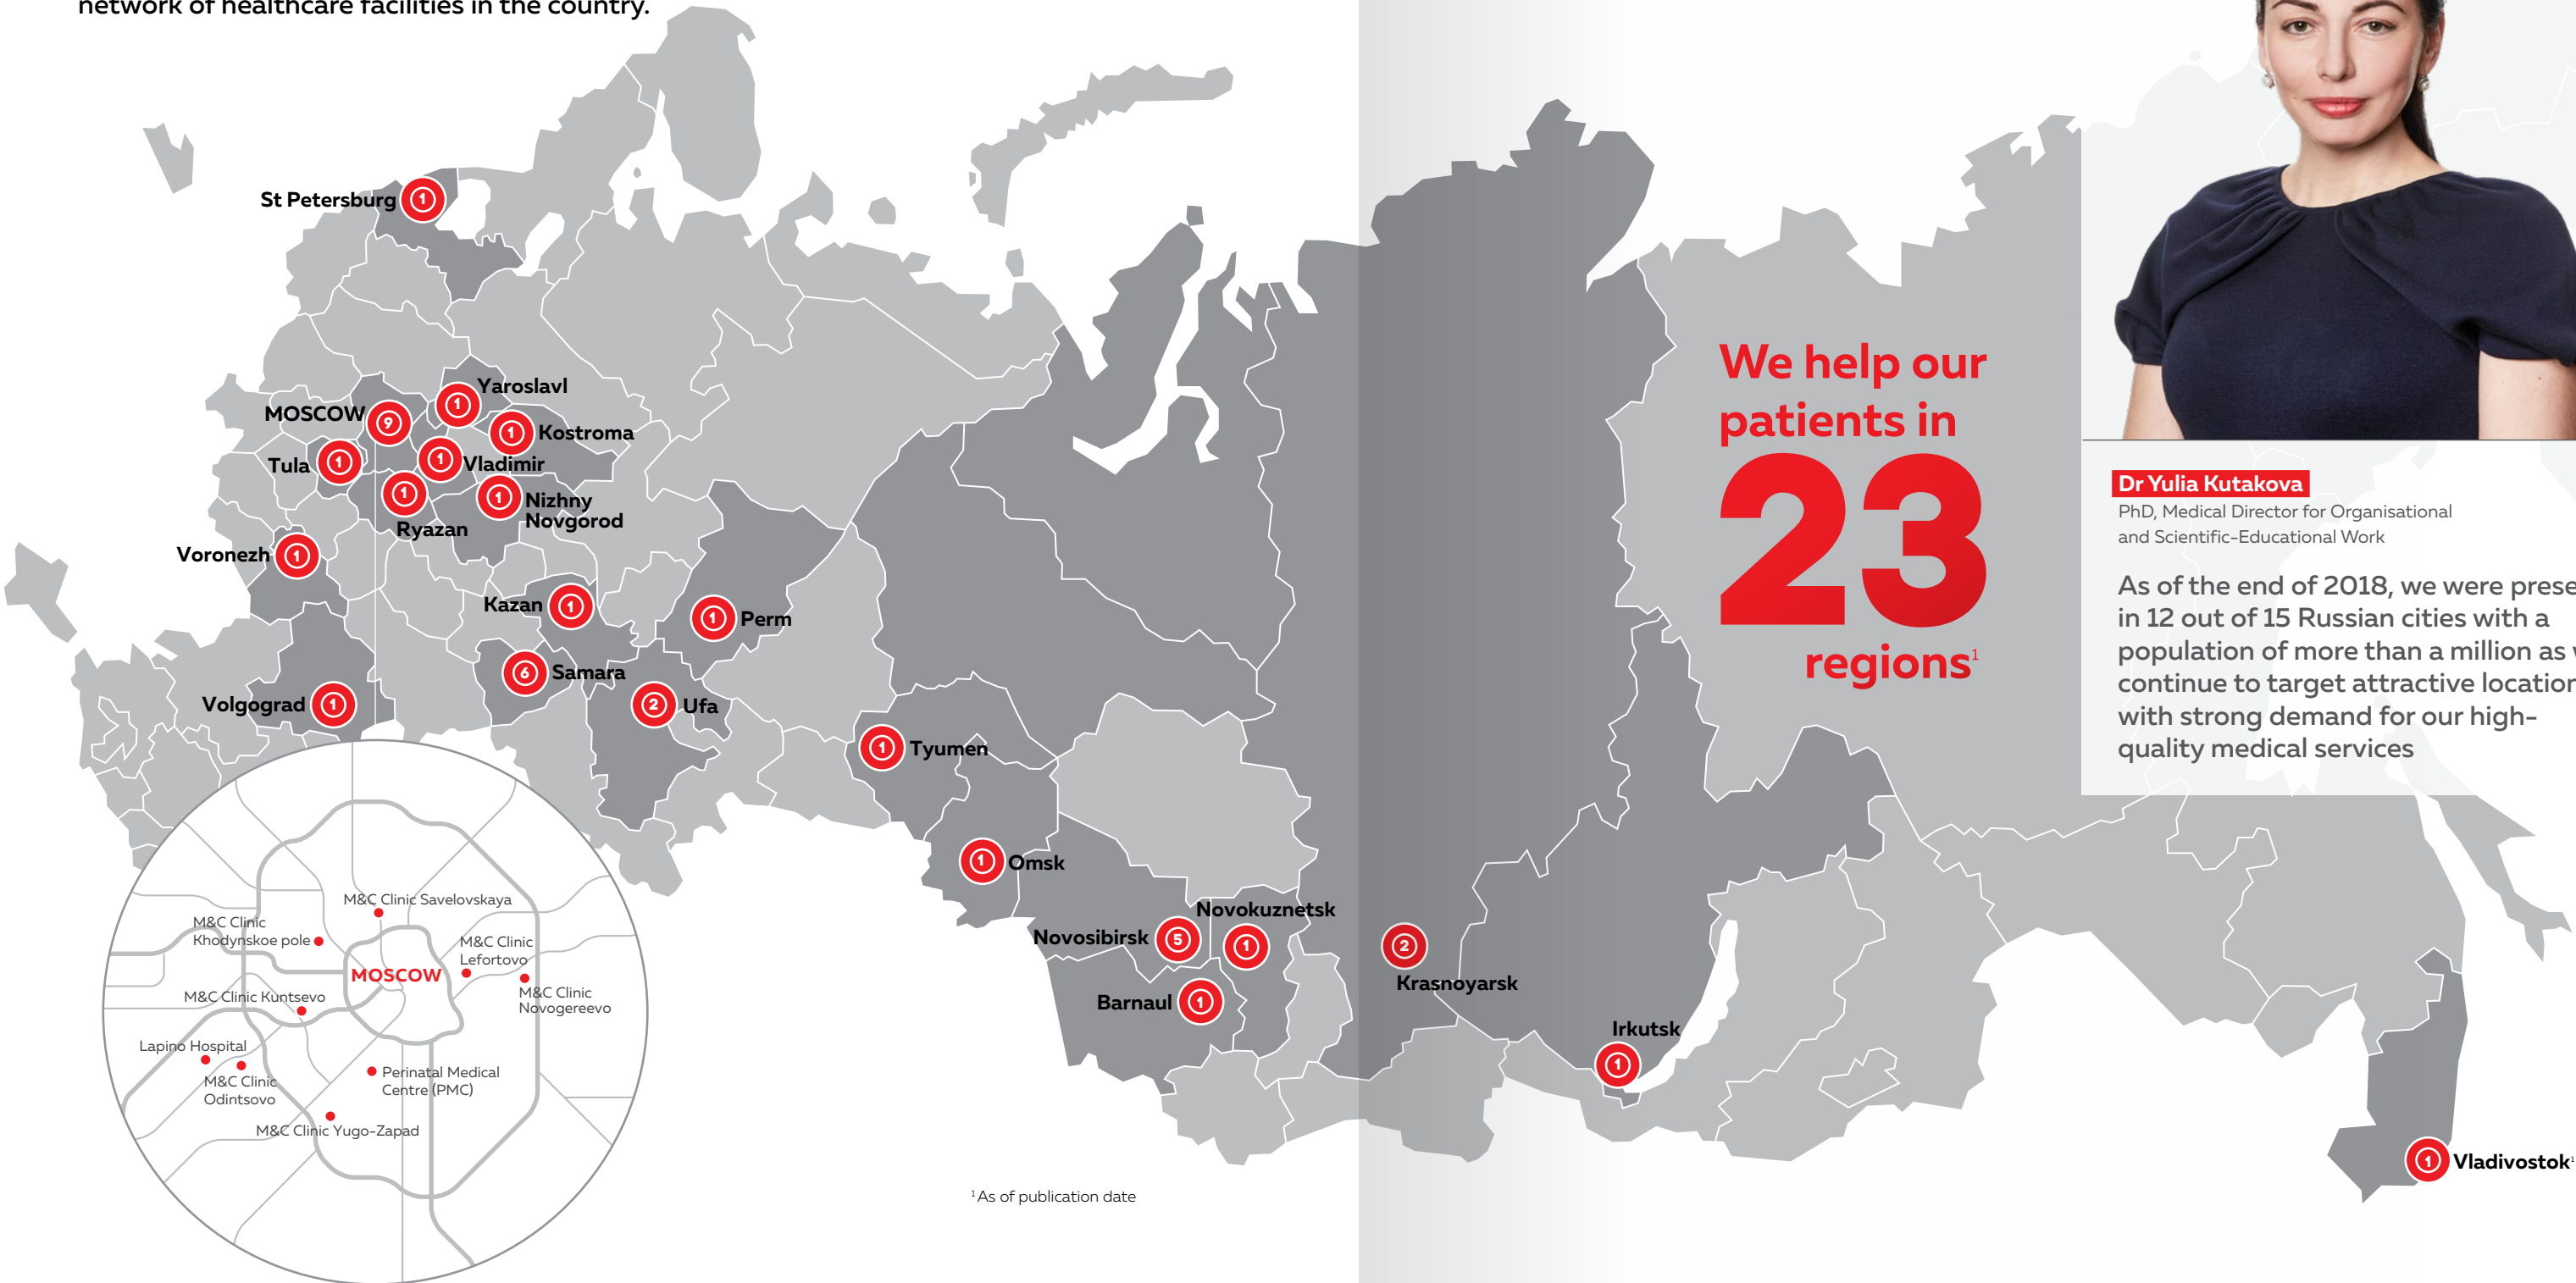 network of healthcare facilities in the country.
St Petersburg 1
Yaroslavl
1
MOSCOW 9
1 Kostroma
Tula 1
1 Vladimir
1
Ryazan
1 Nizhny
Novgorod
Voronezh 1
Kazan 1
1 Perm
6 Samara
Volgograd 1
2 Ufa
1 Tyumen
1 Omsk
Novokuznetsk
1
Novosibirsk 5
Barnaul 1
2
Krasnoyarsk
Irkutsk
1
1 Vladivostok¹
M&C Clinic Savelovskaya
M&C Clinic
Khodynskoe pole
M&C Clinic
Lefortovo
MOSCOW
M&C Clinic
Novogereevo
M&C Clinic Kuntsevo
Lapino Hospital
M&C Clinic
Odintsovo
Perinatal Medical
Centre (PMC)
M&C Clinic Yugo-Zapad
¹ As of publication date
We help our
patients in
23
regions¹
Dr Yulia Kutakova
PhD, Medical Director for Organisational
and Scientific-Educational Work
As of the end of 2018, we were prese
in 12 out of 15 Russian cities with a
population of more than a million as
continue to target attractive location
with strong demand for our high-
quality medical services